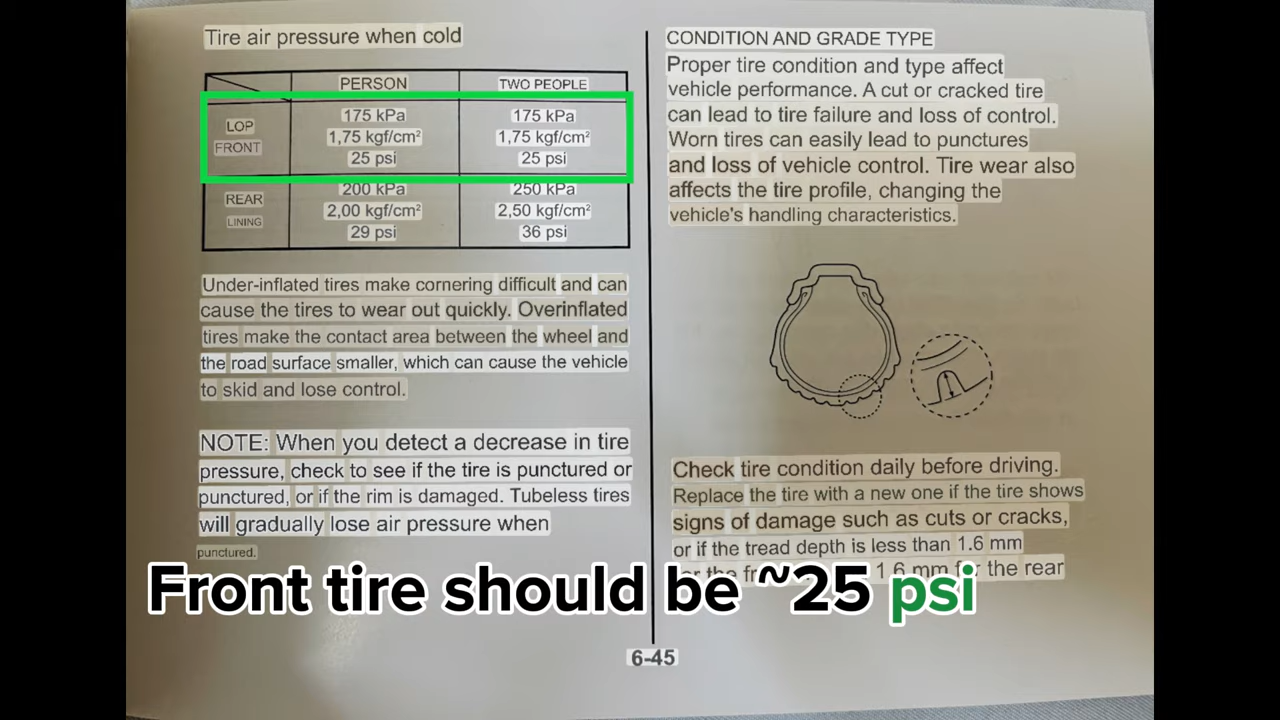 Tire air pressure when cold
PERSON TWO PEOPLE
LOP
FRONT
175 kPa
1,75 kgf/cm²
25 psi
175 kPa
1,75 kgf/cm²
25 psi
REAR
LINING
200 kPa
2,00 kgf/cm²
29 psi
250 kPa
2,50 kgf/cm²
36 psi
Under-inflated tires make cornering difficult and can
cause the tires to wear out quickly. Overinflated
tires make the contact area between the wheel and
the road surface smaller, which can cause the vehicle
to skid and lose control.
NOTE: When you detect a decrease in tire
pressure, check to see if the tire is punctured or
punctured, or if the rim is damaged. Tubeless tires
will gradually lose air pressure when
punctured.
CONDITION AND GRADE TYPE
Proper tire condition and type affect
vehicle performance. A cut or cracked tire
can lead to tire failure and loss of control.
Worn tires can easily lead to punctures
and loss of vehicle control. Tire wear also
affects the tire profile, changing the
vehicle's handling characteristics.
Check tire condition daily before driving.
Replace the tire with a new one if the tire shows
signs of damage such as cuts or cracks,
or if the tread depth is less than 1.6 mm
1.6 mm for the rear
Front tire should be ~25 psi
6-45